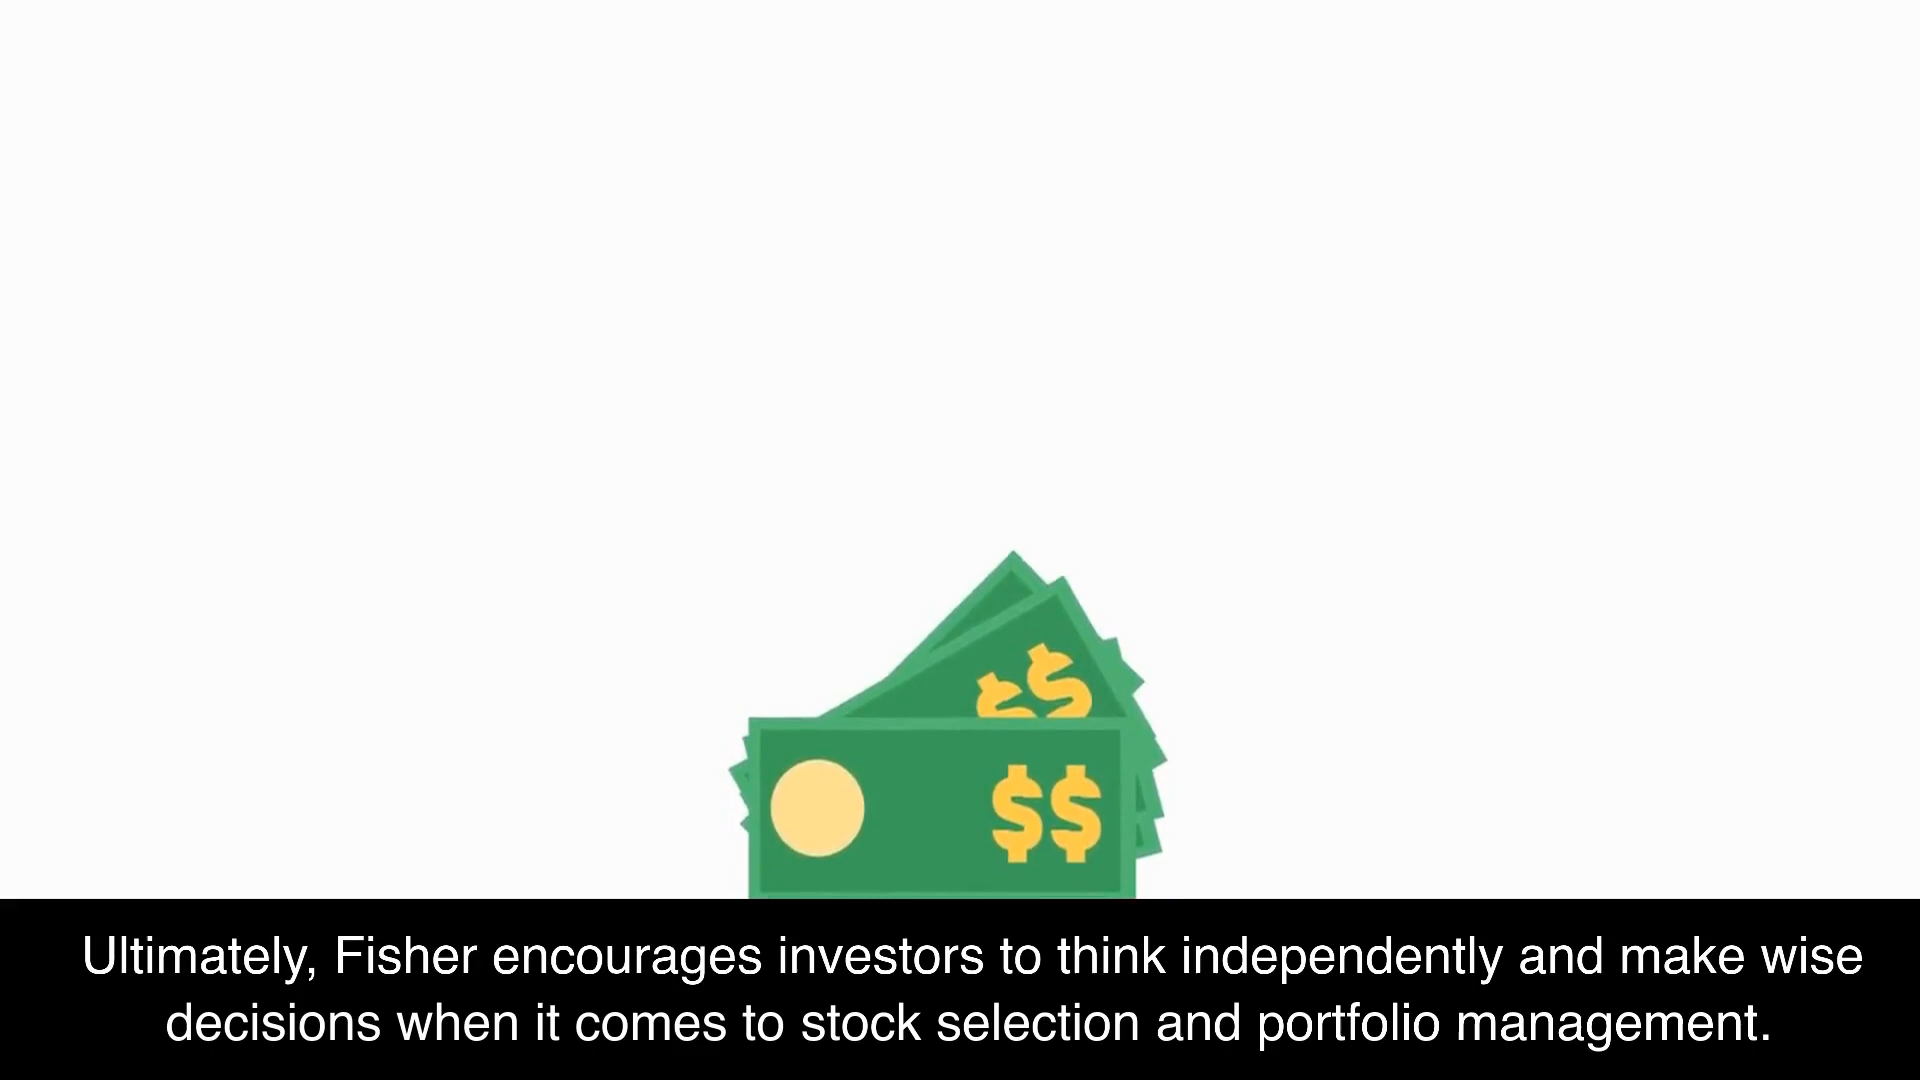 $$
$$
Ultimately, Fisher encourages investors to think independently and make wise
decisions when it comes to stock selection and portfolio management.